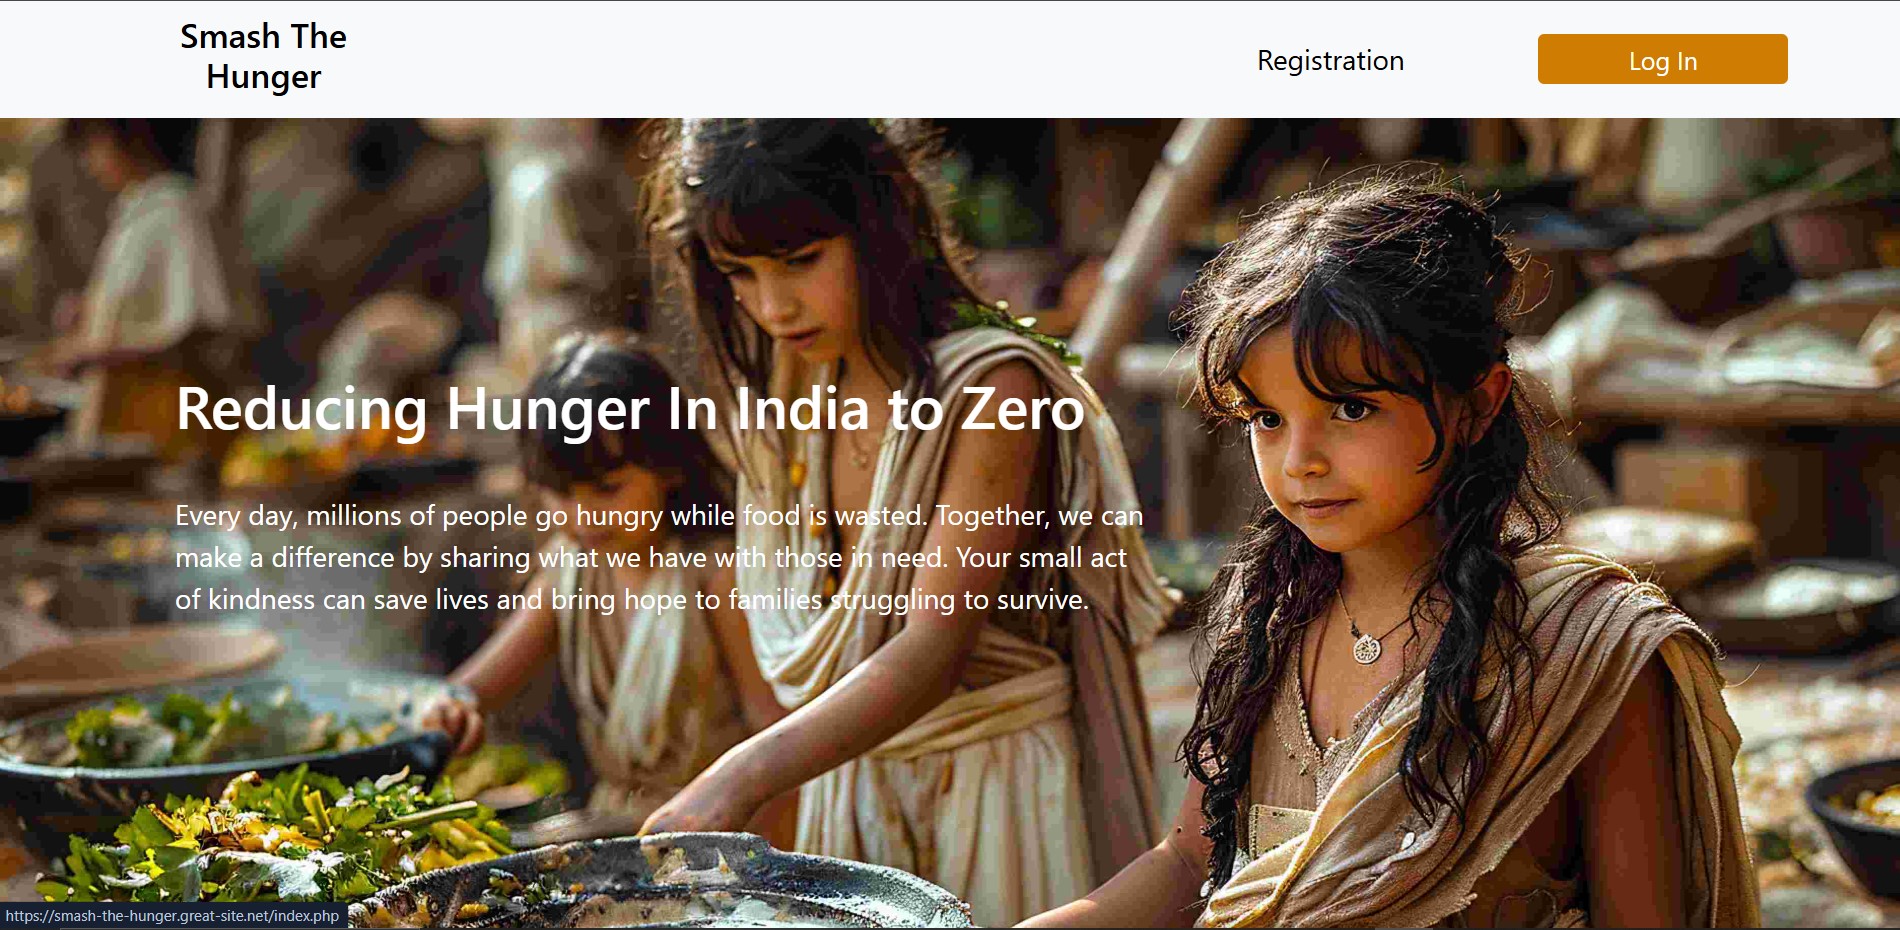 Smash The
Hunger
Registration
Log In
Reducing Hunger In India to Zero
Every day, millions of people go hungry while food is wasted. Together, we can
make a difference by sharing what we have with those in need. Your small act
of kindness can save lives and bring hope to families struggling to survive.
https://smash-the-hunger.great-site.net/index.php